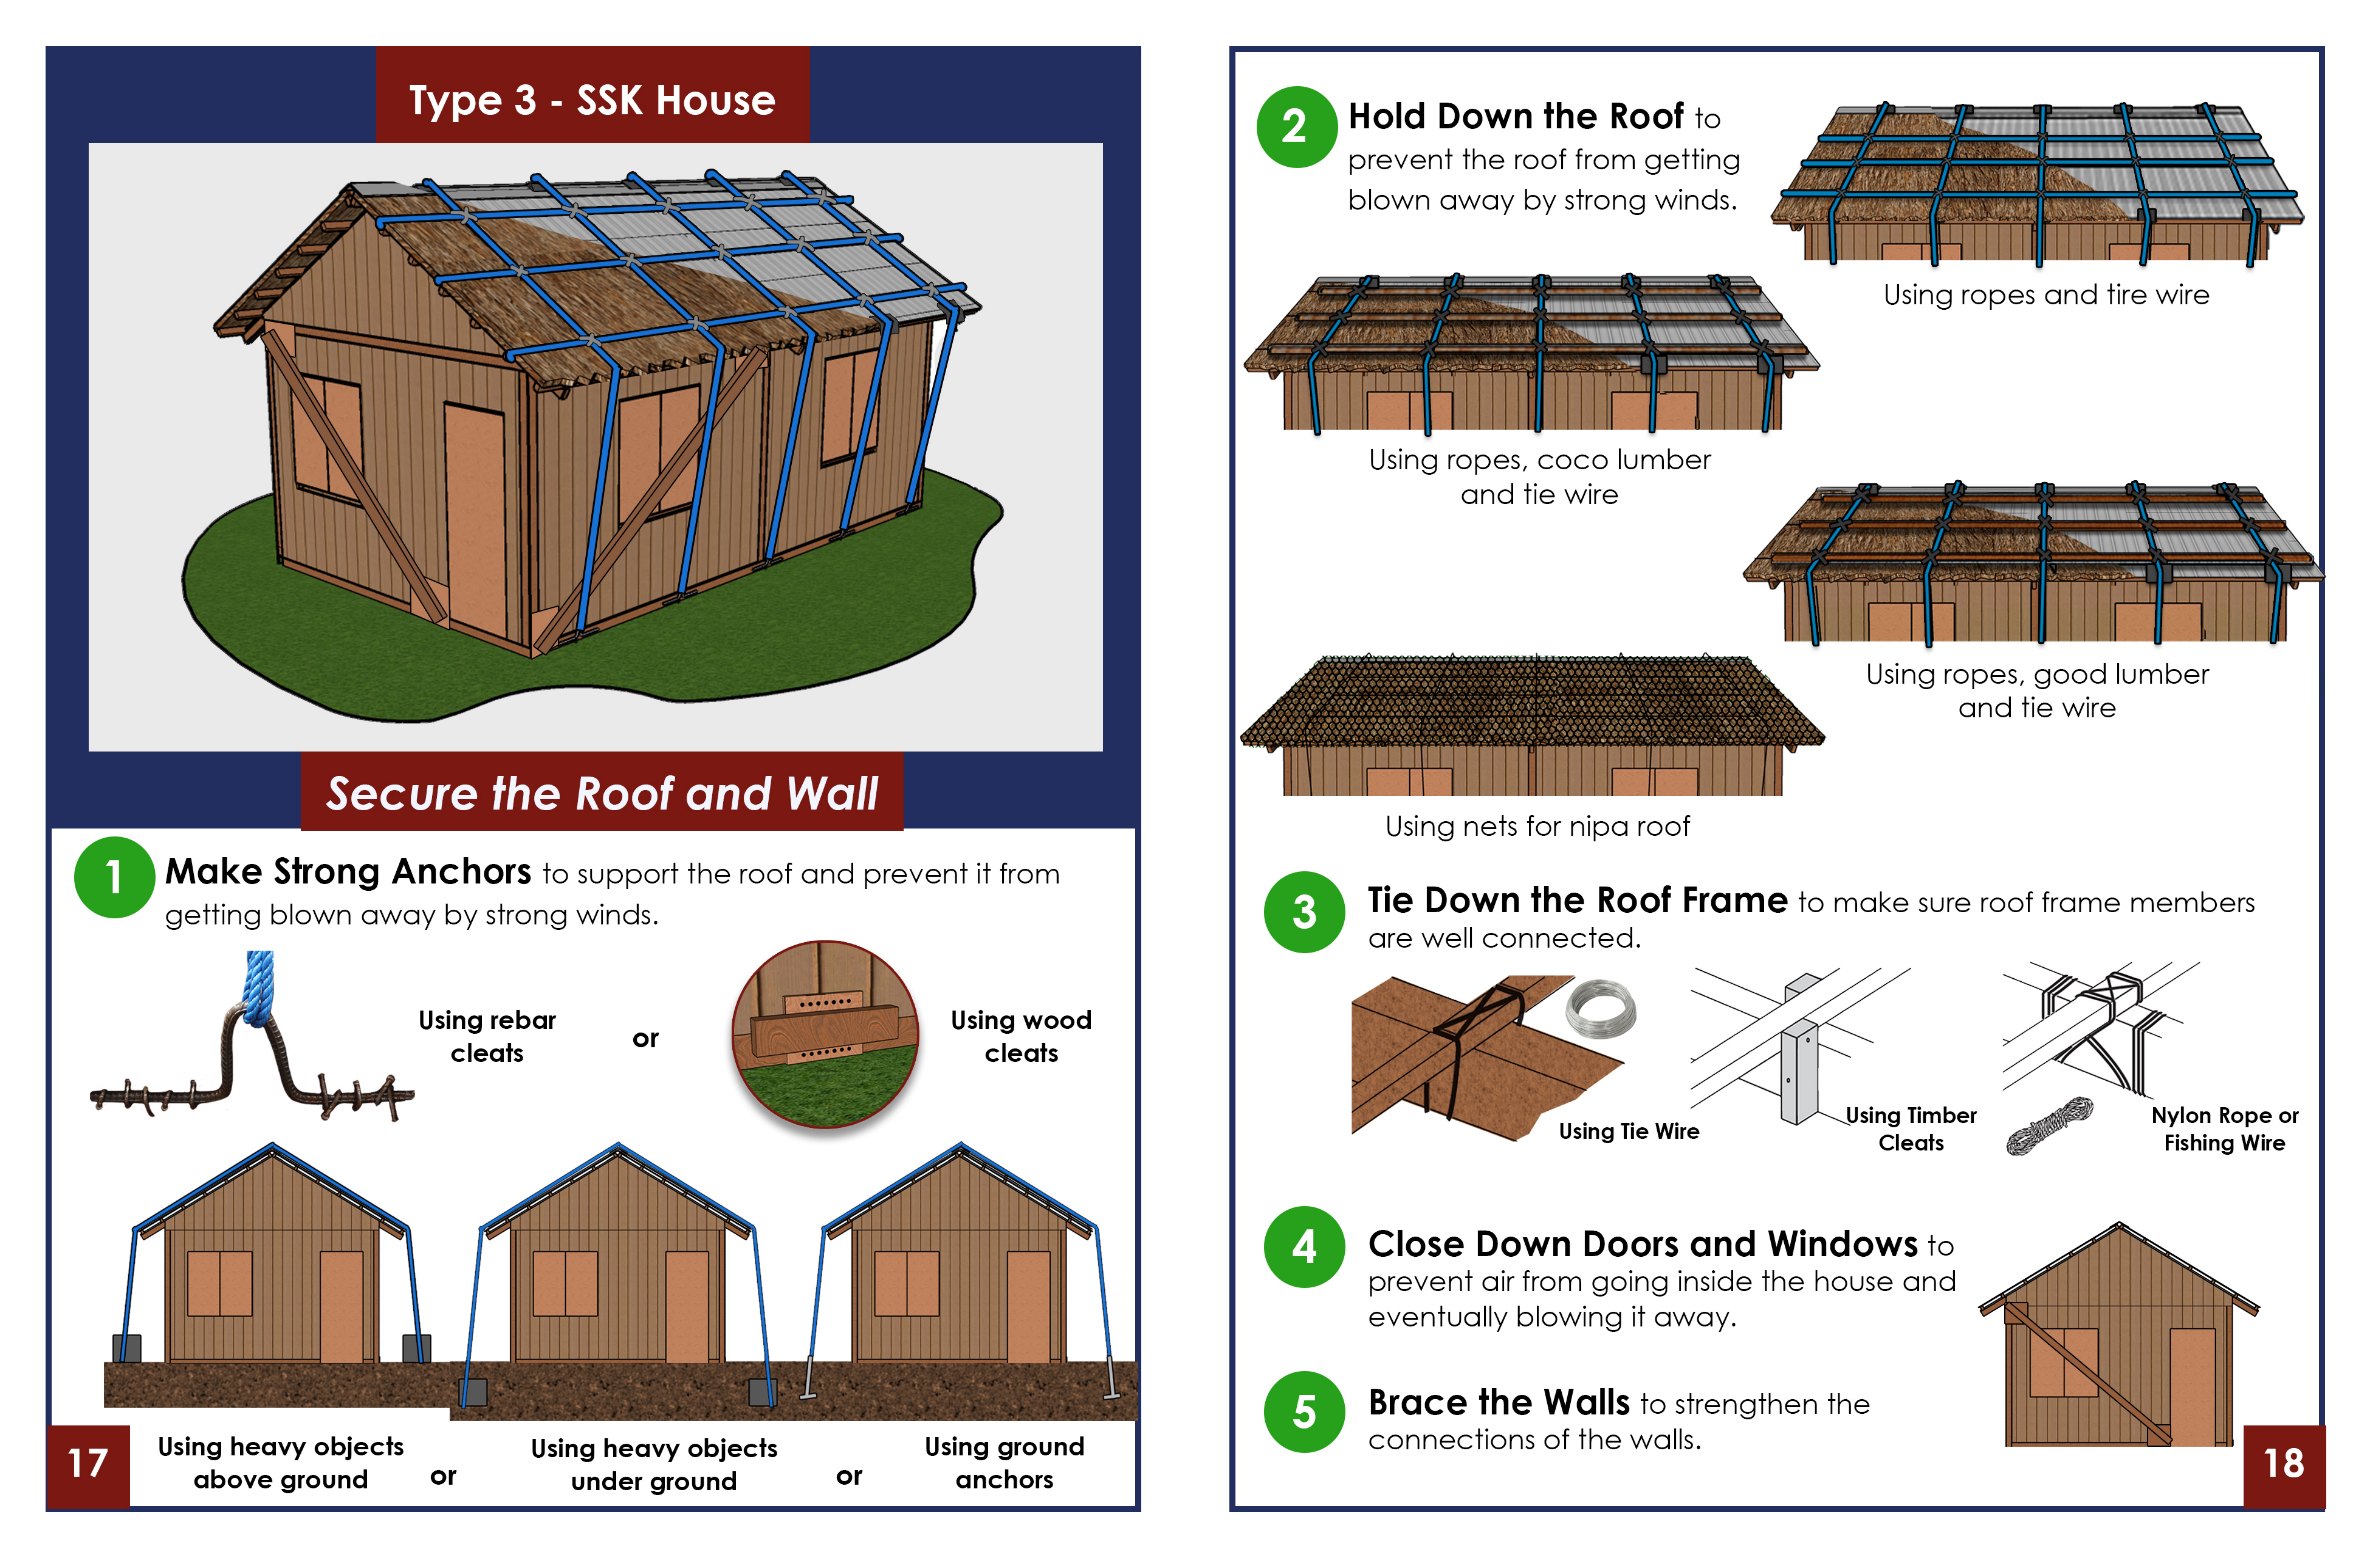 Type 3 - SSK House
Secure the Roof and Wall
1
Make Strong Anchors to support the roof and prevent it from
getting blown away by strong winds.
Using rebar
cleats
or
Using wood
cleats
Using heavy objects
above ground
or
Using heavy objects
under ground
or
Using ground
anchors
17
2
Hold Down the Roof to
prevent the roof from getting
blown away by strong winds.
Using ropes and tire wire
Using ropes, coco lumber
and tie wire
Using ropes, good lumber
and tie wire
Using nets for nipa roof
3
Tie Down the Roof Frame to make sure roof frame members
are well connected.
Using Tie Wire
Using Timber
Cleats
Nylon Rope or
Fishing Wire
4
Close Down Doors and Windows to
prevent air from going inside the house and
eventually blowing it away.
5
Brace the Walls to strengthen the
connections of the walls.
18